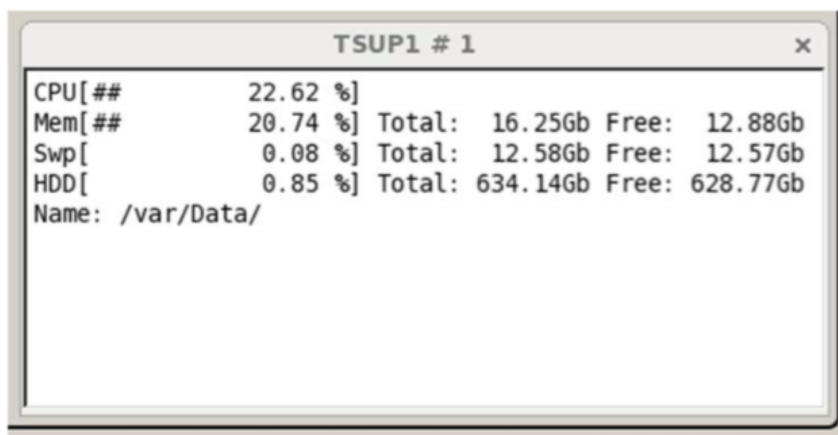 TSUP1 # 1 ×
CPU[##         22.62 %]
Mem[##         20.74 %] Total:  16.25Gb Free:  12.88Gb
Swp[            0.08 %] Total:  12.58Gb Free:  12.57Gb
HDD[            0.85 %] Total: 634.14Gb Free: 628.77Gb
Name: /var/Data/